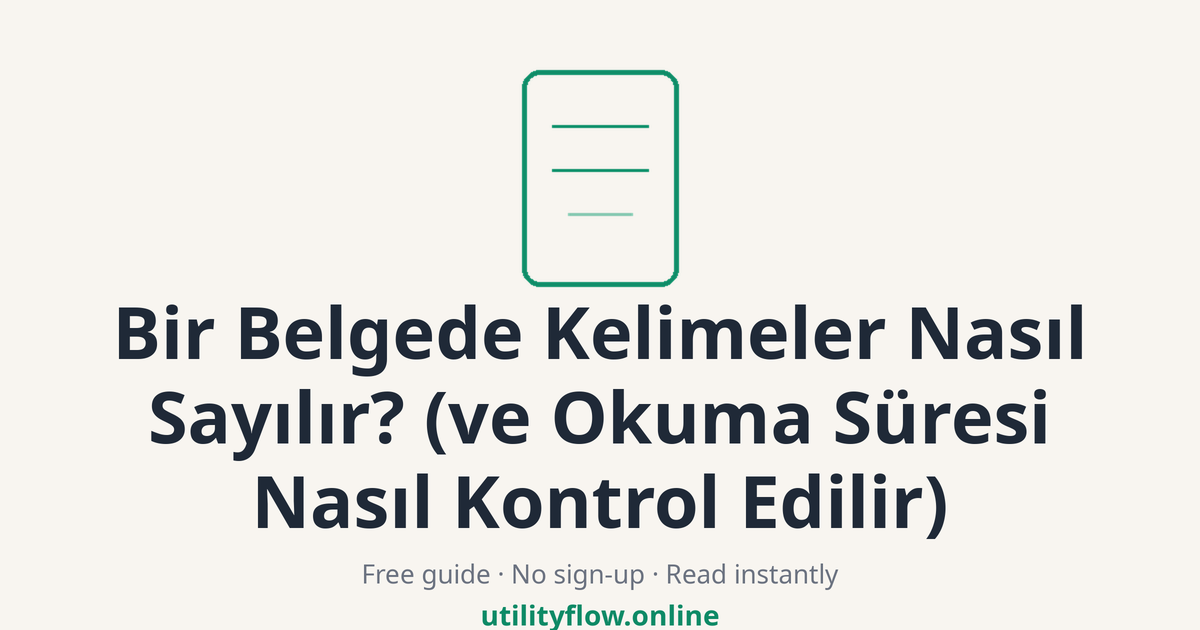 Bir Belgede Kelimeler Nasıl
Sayılır? (ve Okuma Süresi
Nasıl Kontrol Edilir)
Free guide · No sign-up · Read instantly
utilityflow.online